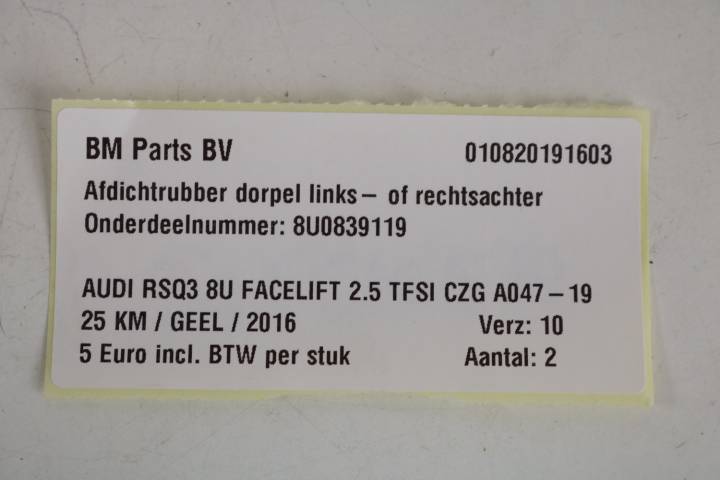 BM Parts BV 010820191603
Afdichtrubber dorpel links- of rechtsachter
Onderdeelnummer: 8U0839119
AUDI RSQ3 8U FACELIFT 2.5 TFSI CZG A047-19
25 KM / GEEL / 2016 Verz: 10
5 Euro incl. BTW per stuk Aantal: 2